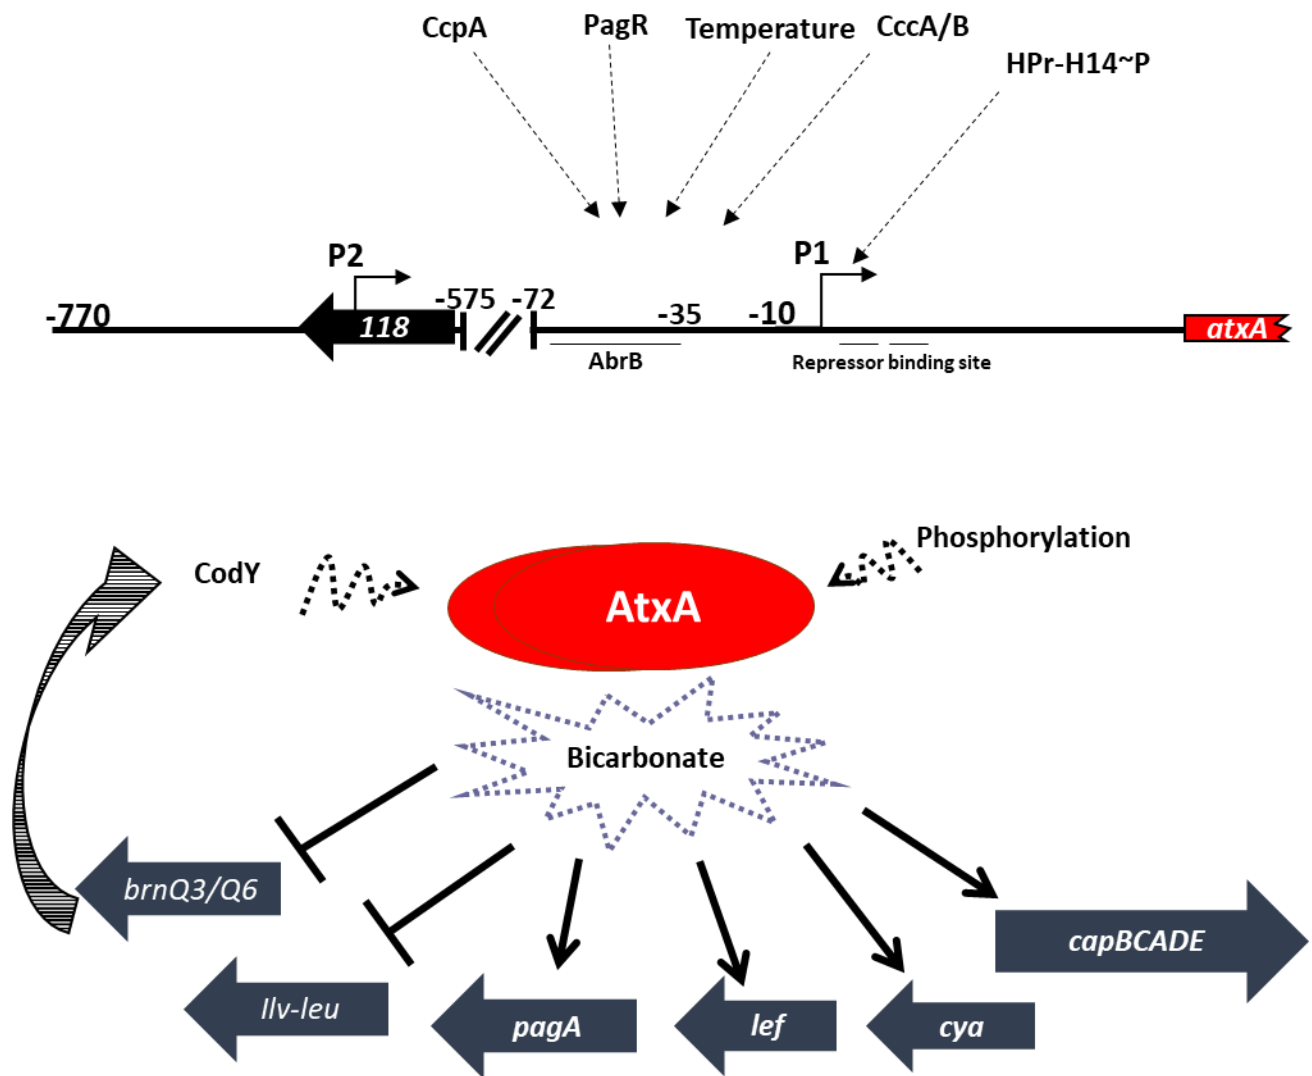 CcpA
PagR
Temperature
CccA/B
HPr-H14~P
P2
P1
-770
118
-575
-72
-35
-10
atxA
AbrB
Repressor binding site
CodY
Phosphorylation
AtxA
Bicarbonate
brnQ3/Q6
Ilv-leu
pagA
lef
cya
capBCADE